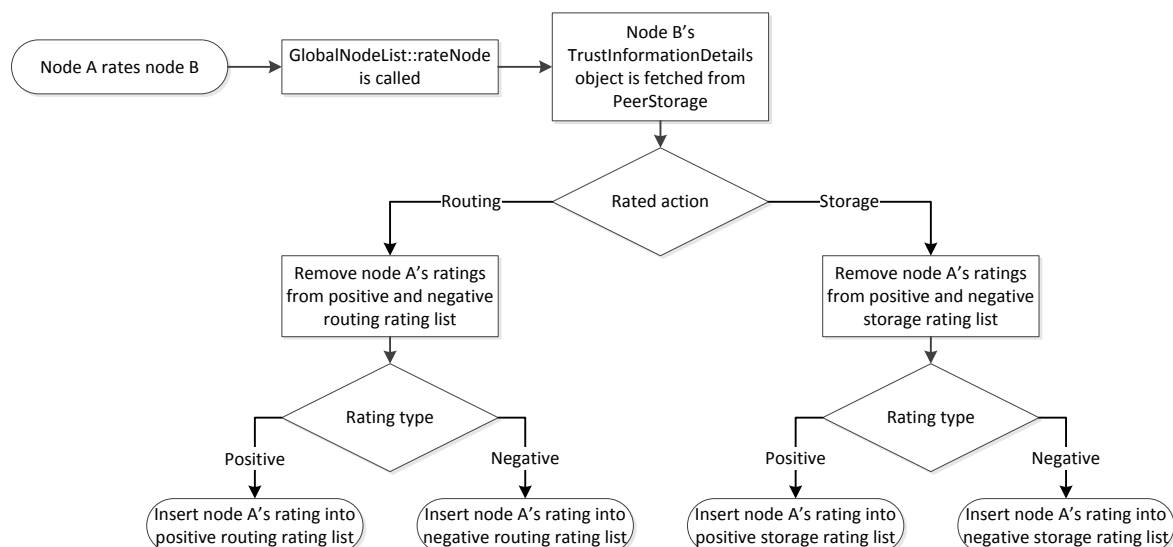 Node A rates node B
GlobalNodeList::rateNode
is called
Node B's
TrustInformationDetails
object is fetched from
PeerStorage
Rated action
Routing
Storage
Remove node A's ratings
from positive and negative
routing rating list
Remove node A's ratings
from positive and negative
storage rating list
Rating type
Rating type
Positive
Negative
Positive
Negative
Insert node A's rating into
positive routing rating list
Insert node A's rating into
negative routing rating list
Insert node A's rating into
positive storage rating list
Insert node A's rating into
negative storage rating list